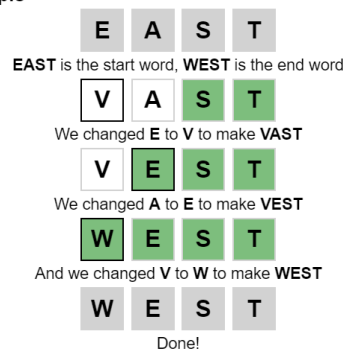 E A S T
EAST is the start word, WEST is the end word
V A S T
We changed E to V to make VAST
V E S T
We changed A to E to make VEST
W E S T
And we changed V to W to make WEST
W E S T
Done!